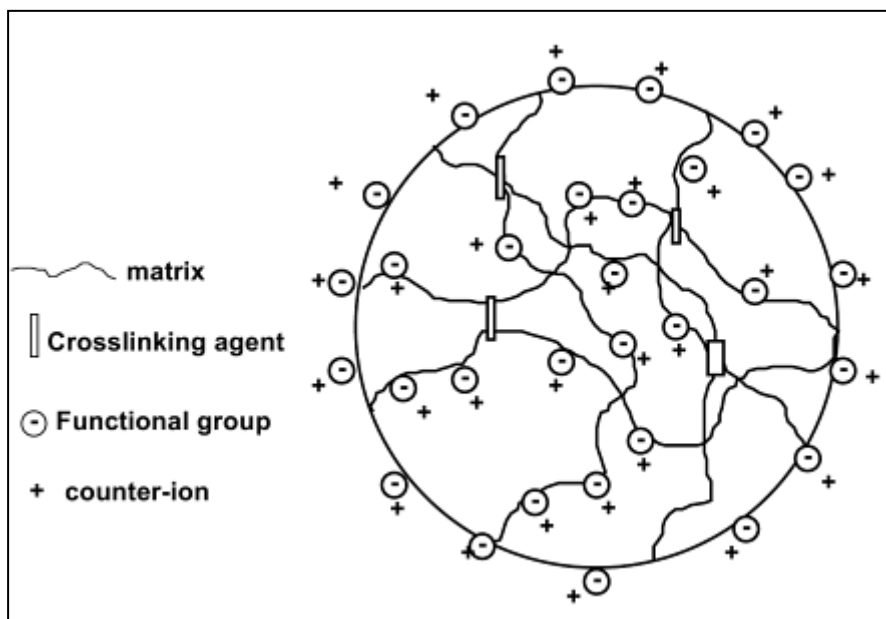 matrix
Crosslinking agent
Functional group
counter-ion